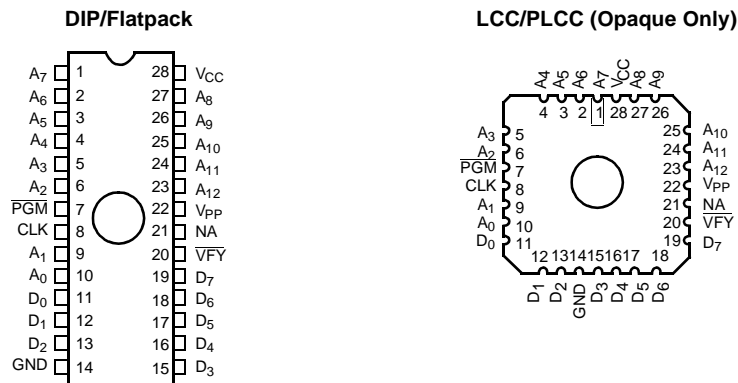 DIP/Flatpack
A7 1 28 VCC
A6 2 27 A8
A5 3 26 A9
A4 4 25 A10
A3 5 24 A11
A2 6 23 A12
PGM 7 22 VPP
CLK 8 21 NA
A1 9 20 VFY
A0 10 19 D7
D0 11 18 D6
D1 12 17 D5
D2 13 16 D4
GND 14 15 D3
LCC/PLCC (Opaque Only)
A4 A5 A6 A7 VCC A8 A9
4 3 2 1 28 27 26
A3 5 25 A10
A2 6 24 A11
PGM 7 23 A12
CLK 8 22 VPP
A1 9 21 NA
A0 10 20 VFY
D0 11 19 D7
12 13 14 15 16 17 18
D1 D2 GND D3 D4 D5 D6